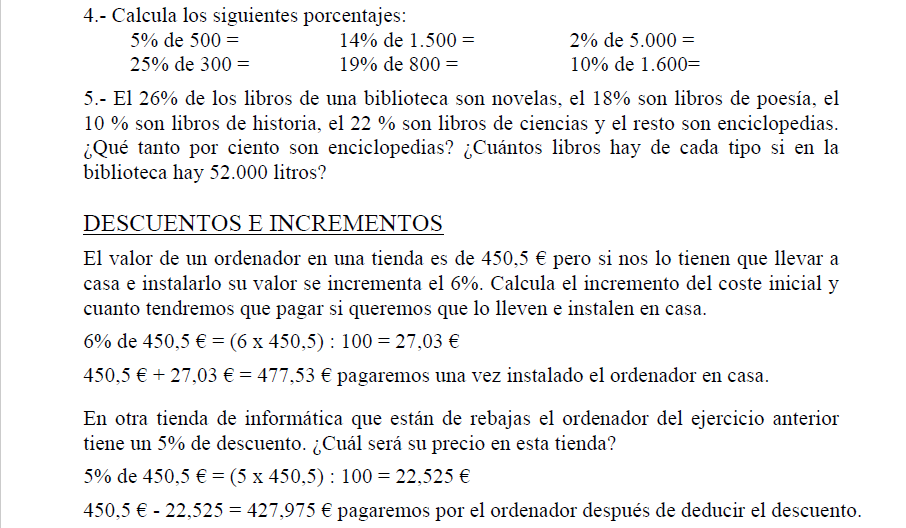 4.- Calcula los siguientes porcentajes:
5% de 500 = 14% de 1.500 = 2% de 5.000 =
25% de 300 = 19% de 800 = 10% de 1.600=
5.- El 26% de los libros de una biblioteca son novelas, el 18% son libros de poesía, el
10 % son libros de historia, el 22 % son libros de ciencias y el resto son enciclopedias.
¿Qué tanto por ciento son enciclopedias? ¿Cuántos libros hay de cada tipo si en la
biblioteca hay 52.000 litros?
DESCUENTOS E INCREMENTOS
El valor de un ordenador en una tienda es de 450,5 € pero si nos lo tienen que llevar a
casa e instalarlo su valor se incrementa el 6%. Calcula el incremento del coste inicial y
cuanto tendremos que pagar si queremos que lo lleven e instalen en casa.
6% de 450,5 € = (6 x 450,5) : 100 = 27,03 €
450,5 € + 27,03 € = 477,53 € pagaremos una vez instalado el ordenador en casa.
En otra tienda de informática que están de rebajas el ordenador del ejercicio anterior
tiene un 5% de descuento. ¿Cuál será su precio en esta tienda?
5% de 450,5 € = (5 x 450,5) : 100 = 22,525 €
450,5 € - 22,525 = 427,975 € pagaremos por el ordenador después de deducir el descuento.